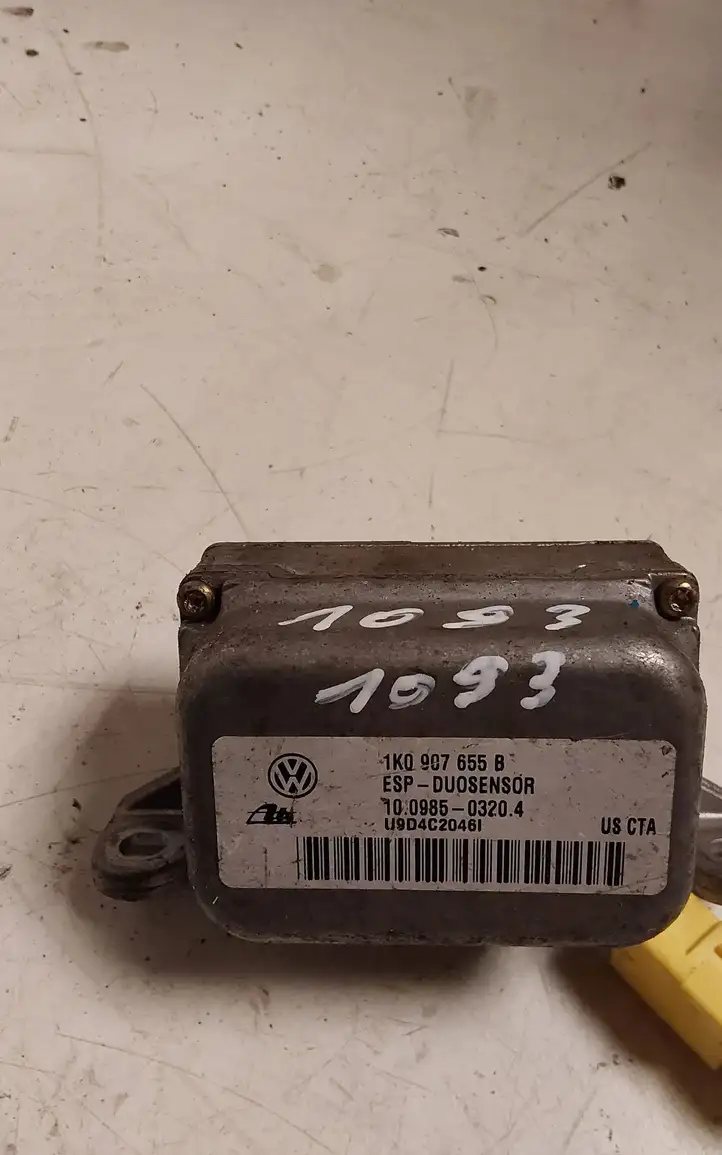 1093
1093
1K0 907 655 B
ESP-DUOSENSOR
10.0985-0320.4
U9D4C2046I
US CTA